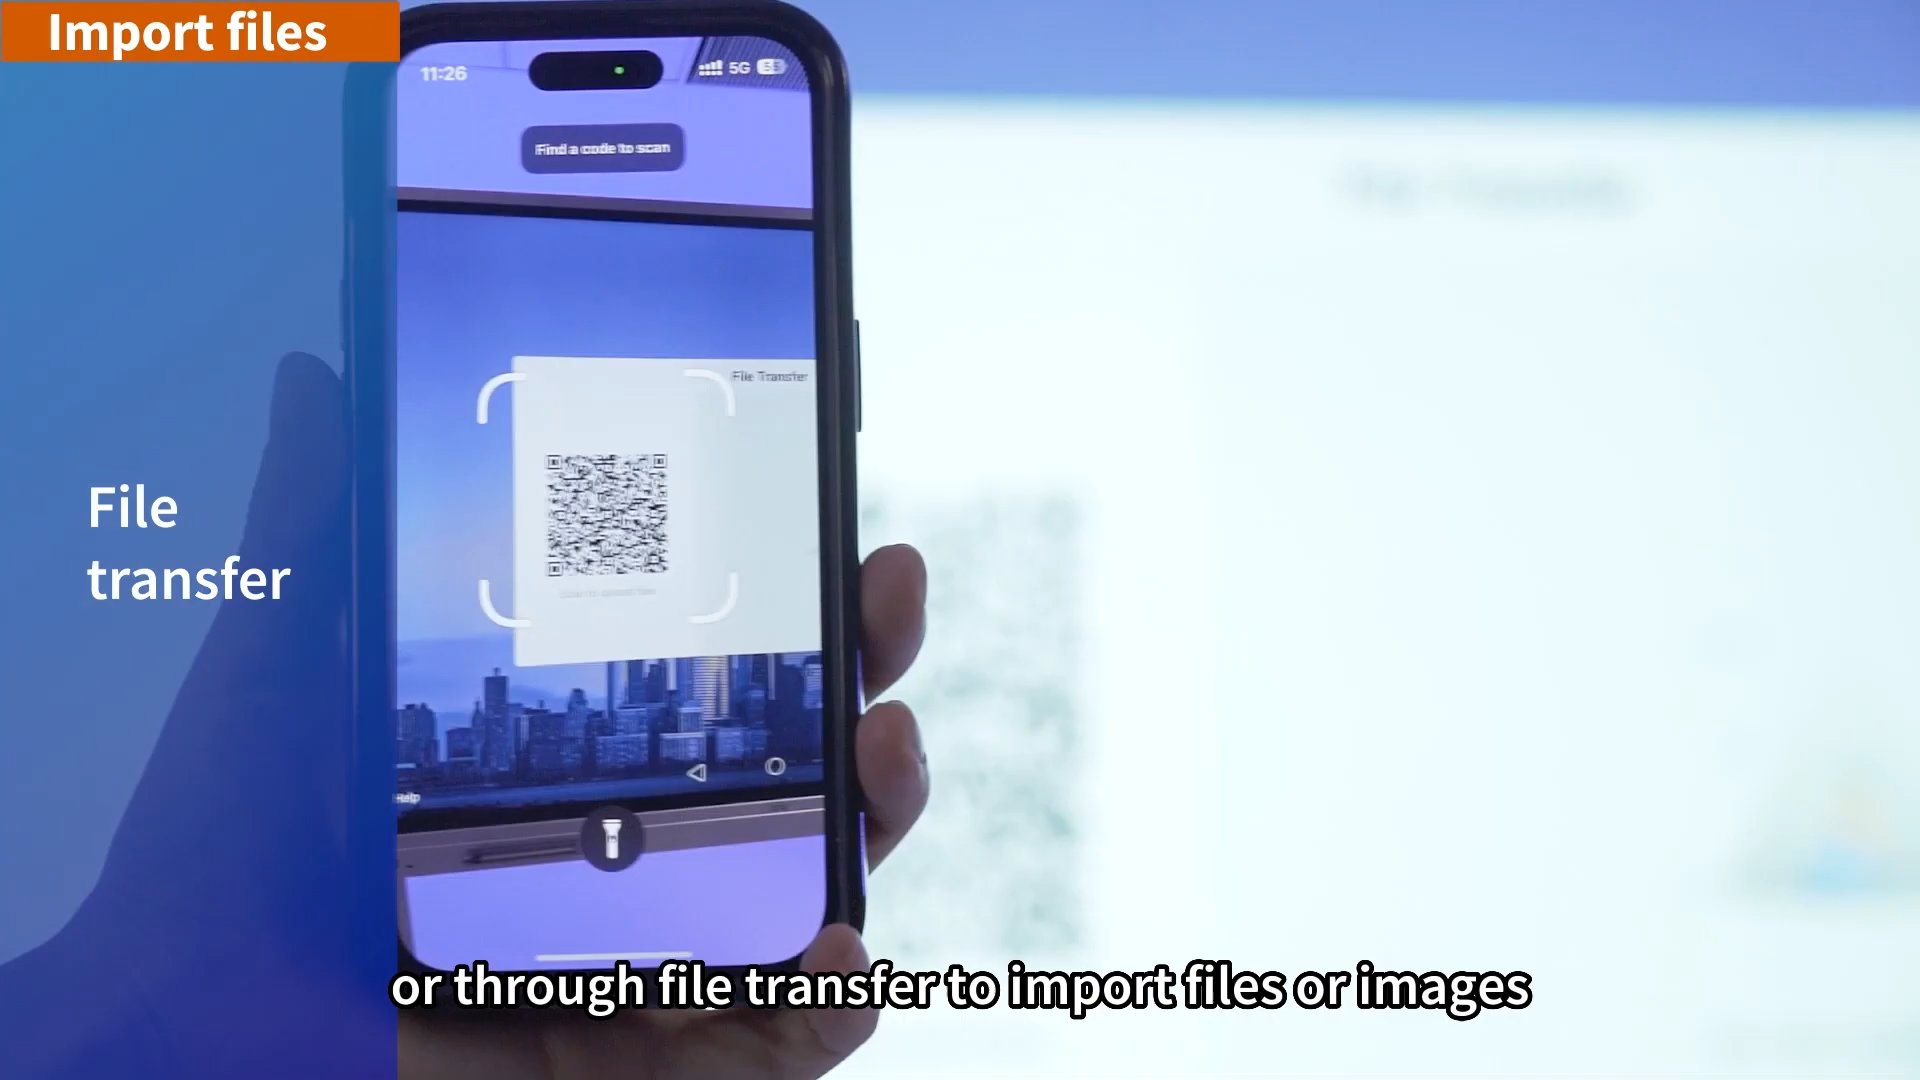 Import files
11:26
5G
Find a code to scan
File Transfer
File
transfer
Help
or through file transfer to import files or images